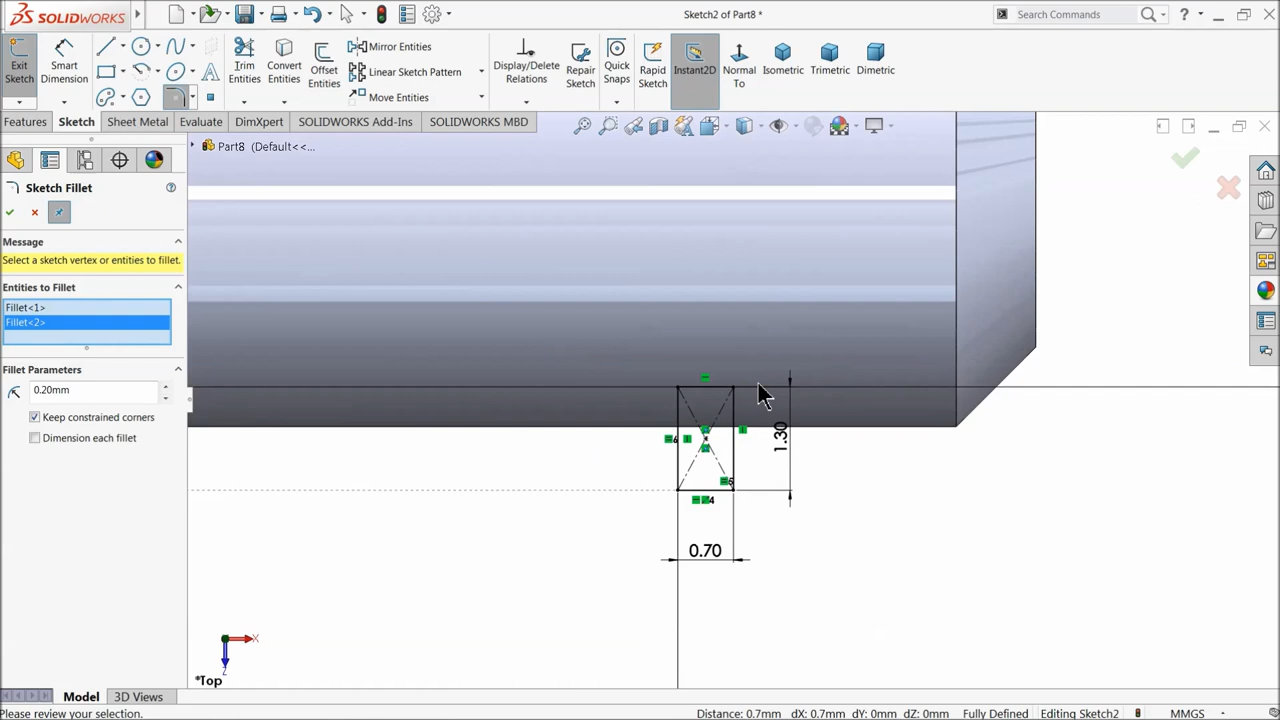 SOLIDWORKS
Sketch2 of Part8 *
Search Commands
Exit Sketch
Smart Dimension
Trim Entities
Convert Entities
Offset Entities
Mirror Entities
Linear Sketch Pattern
Move Entities
Display/Delete Relations
Repair Sketch
Quick Snaps
Rapid Sketch
Instant2D
Normal To
Isometric
Trimetric
Dimetric
Features
Sketch
Sheet Metal
Evaluate
DimXpert
SOLIDWORKS Add-Ins
SOLIDWORKS MBD
Part8 (Default<<...
Sketch Fillet
Message
Select a sketch vertex or entities to fillet.
Entities to Fillet
Fillet<1>
Fillet<2>
Fillet Parameters
0.20mm
Keep constrained corners
Dimension each fillet
1.30
6
5
4
0.70
X
Z
*Top
Model
3D Views
Please review your selection.
Distance: 0.7mm dX: 0.7mm dY: 0mm dZ: 0mm
Fully Defined
Editing Sketch2
MMGS